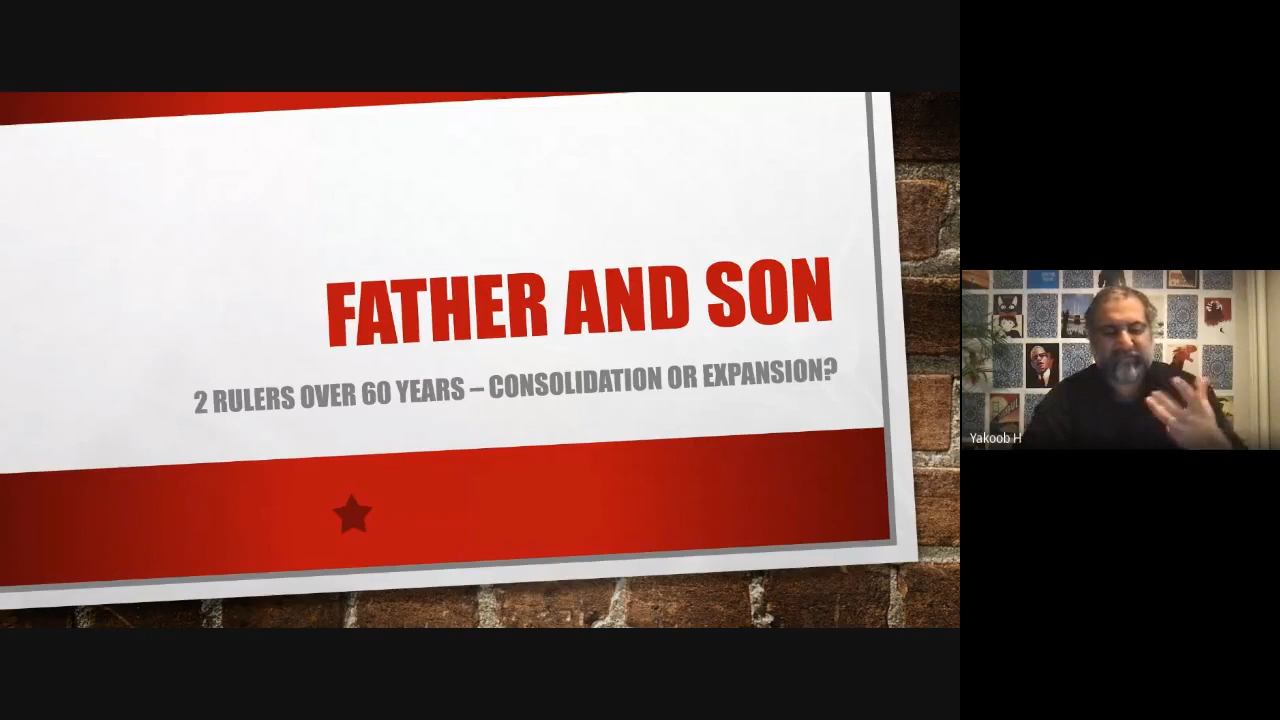 FATHER AND SON
2 RULERS OVER 60 YEARS – CONSOLIDATION OR EXPANSION?
Yakoob H